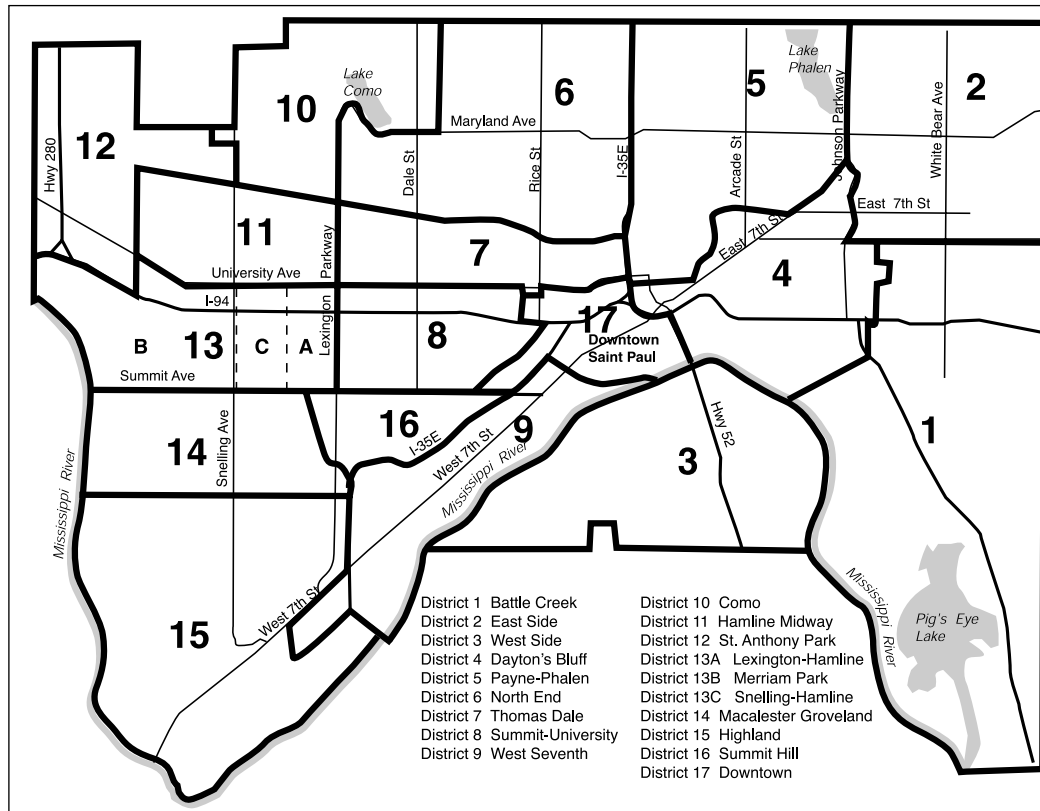 Lake
Como
Lake
Phalen
10
6
5
2
12
Hwy 280
Maryland Ave
Dale St
Rice St
I-35E
Arcade St
Johnson Parkway
White Bear Ave
East 7th St
East 7th St
11
7
4
University Ave
Lexington Parkway
I-94
17
Downtown
Saint Paul
B
13
C
A
8
Summit Ave
16
I-35E
9
14
Snelling Ave
West 7th St
Mississippi River
Hwy 52
3
1
Mississippi River
Mississippi River
15
West 7th St
Pig's Eye
Lake
District 1 Battle Creek
District 2 East Side
District 3 West Side
District 4 Dayton's Bluff
District 5 Payne-Phalen
District 6 North End
District 7 Thomas Dale
District 8 Summit-University
District 9 West Seventh
District 10 Como
District 11 Hamline Midway
District 12 St. Anthony Park
District 13A Lexington-Hamline
District 13B Merriam Park
District 13C Snelling-Hamline
District 14 Macalester Groveland
District 15 Highland
District 16 Summit Hill
District 17 Downtown